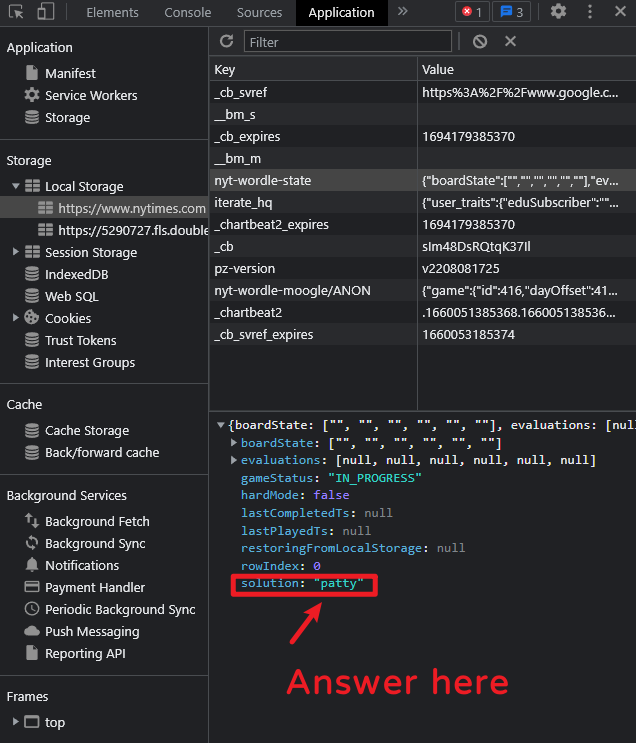 Elements Console Sources Application » 1 3
Application
Manifest
Service Workers
Storage
Storage
Local Storage
https://www.nytimes.com
https://5290727.fls.double
Session Storage
IndexedDB
Web SQL
Cookies
Trust Tokens
Interest Groups
Cache
Cache Storage
Back/forward cache
Background Services
Background Fetch
Background Sync
Notifications
Payment Handler
Periodic Background Sync
Push Messaging
Reporting API
Frames
top
Filter
Key Value
_cb_svref https%3A%2F%2Fwww.google.c...
__bm_s
_cb_expires 1694179385370
__bm_m
nyt-wordle-state {"boardState":["","","","","",""],"ev...
iterate_hq {"user_traits":{"eduSubscriber":""...
_chartbeat2_expires 1694179385370
_cb sIm48DsRQtqK37Il
pz-version v2208081725
nyt-wordle-moogle/ANON {"game":{"id":416,"dayOffset":41...
_chartbeat2 .1660051385368.166005138536...
_cb_svref_expires 1660053185374
{boardState: ["", "", "", "", "", ""], evaluations: [null
boardState: ["", "", "", "", "", ""]
evaluations: [null, null, null, null, null, null]
gameStatus: "IN_PROGRESS"
hardMode: false
lastCompletedTs: null
lastPlayedTs: null
restoringFromLocalStorage: null
rowIndex: 0
solution: "patty"
Answer here